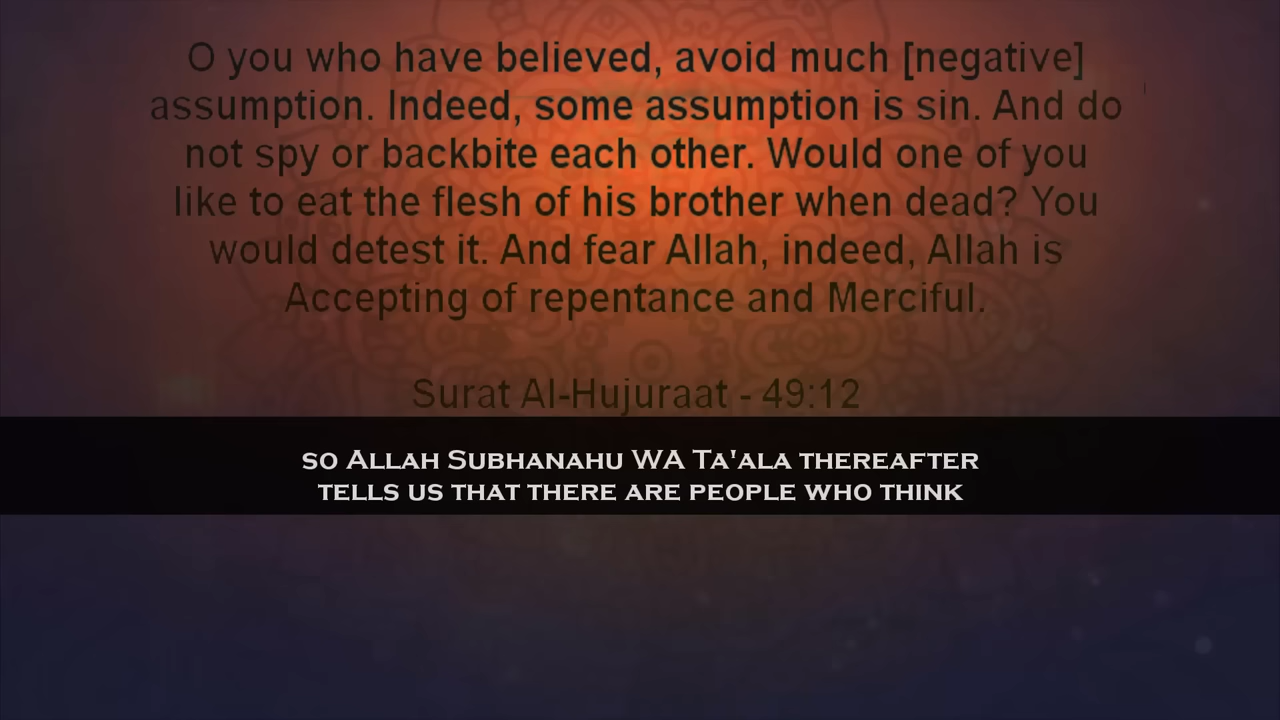 O you who have believed, avoid much [negative]
assumption. Indeed, some assumption is sin. And do
not spy or backbite each other. Would one of you
like to eat the flesh of his brother when dead? You
would detest it. And fear Allah, indeed, Allah is
Accepting of repentance and Merciful.
Surat Al-Hujuraat - 49:12
SO ALLAH SUBHANAHU WA TA'ALA THEREAFTER
TELLS US THAT THERE ARE PEOPLE WHO THINK